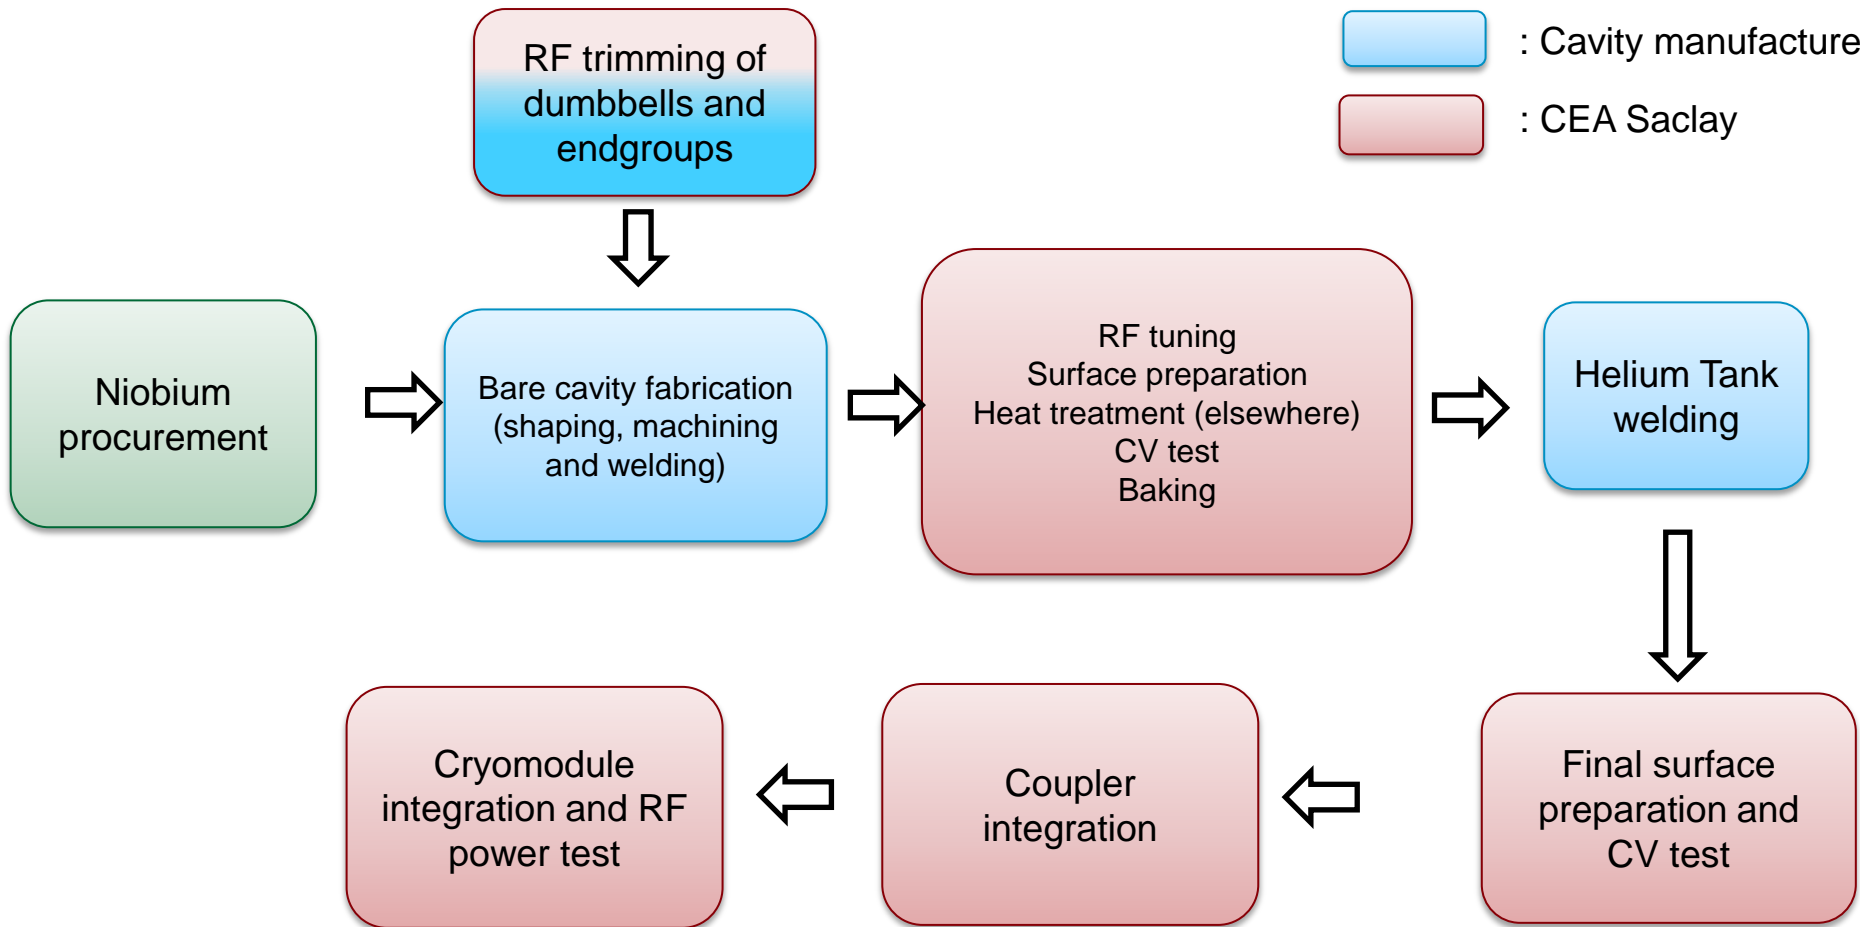 RF trimming of
dumbbells and
endgroups
: Cavity manufacture
: CEA Saclay
Niobium
procurement
Bare cavity fabrication
(shaping, machining
and welding)
RF tuning
Surface preparation
Heat treatment (elsewhere)
CV test
Baking
Helium Tank
welding
Cryomodule
integration and RF
power test
Coupler
integration
Final surface
preparation and
CV test